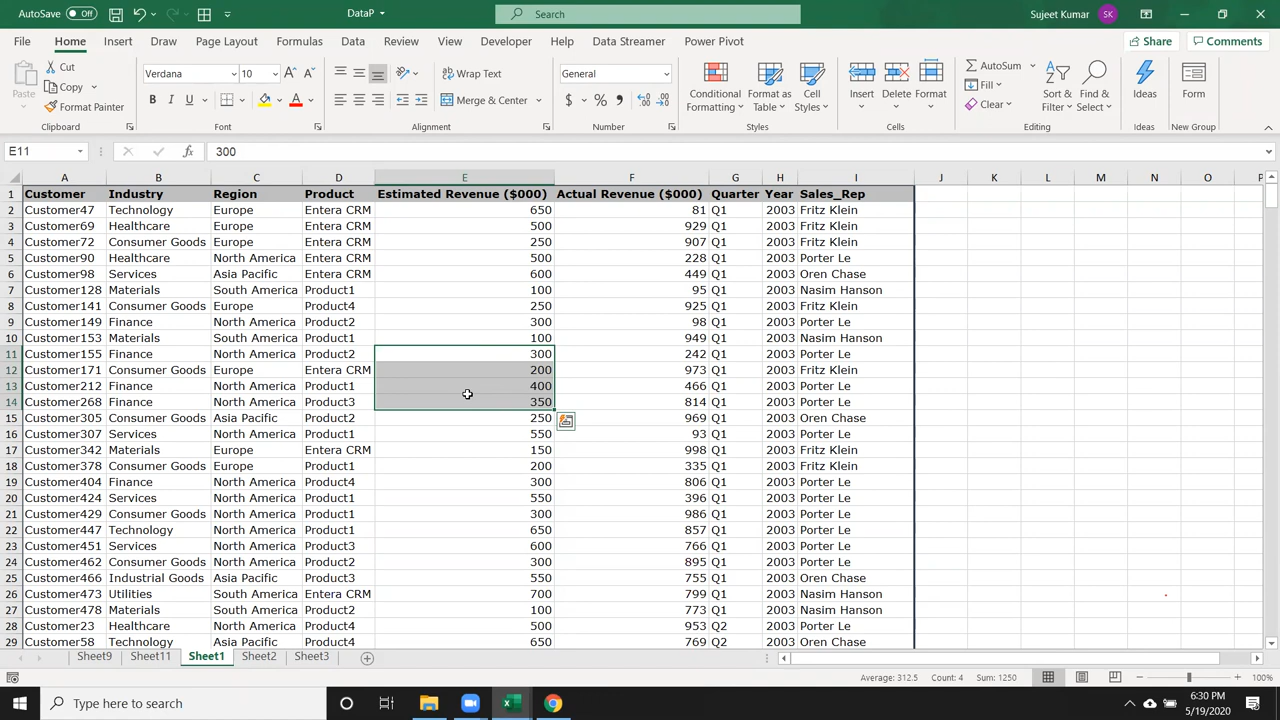 AutoSave Off DataP Search Sujeet Kumar SK
File Home Insert Draw Page Layout Formulas Data Review View Developer Help Data Streamer Power Pivot Share Comments
Paste Cut Copy Format Painter Clipboard
Verdana 10 B I U A Font
Wrap Text Merge & Center Alignment
General $ % Number
Conditional Formatting Format as Table Cell Styles Styles
Insert Delete Format Cells
AutoSum Fill Clear Sort & Filter Find & Select Editing
Ideas Ideas
Form New Group
E11 fx 300
A B C D E F G H I J K L M N O P
1 Customer Industry Region Product Estimated Revenue ($000) Actual Revenue ($000) Quarter Year Sales_Rep
2 Customer47 Technology Europe Entera CRM 650 81 Q1 2003 Fritz Klein
3 Customer69 Healthcare Europe Entera CRM 500 929 Q1 2003 Fritz Klein
4 Customer72 Consumer Goods Europe Entera CRM 250 907 Q1 2003 Fritz Klein
5 Customer90 Healthcare North America Entera CRM 500 228 Q1 2003 Porter Le
6 Customer98 Services Asia Pacific Entera CRM 600 449 Q1 2003 Oren Chase
7 Customer128 Materials South America Product1 100 95 Q1 2003 Nasim Hanson
8 Customer141 Consumer Goods Europe Product4 250 925 Q1 2003 Fritz Klein
9 Customer149 Finance North America Product2 300 98 Q1 2003 Porter Le
10 Customer153 Materials South America Product1 100 949 Q1 2003 Nasim Hanson
11 Customer155 Finance North America Product2 300 242 Q1 2003 Porter Le
12 Customer171 Consumer Goods Europe Entera CRM 200 973 Q1 2003 Fritz Klein
13 Customer212 Finance North America Product1 400 466 Q1 2003 Porter Le
14 Customer268 Finance North America Product3 350 814 Q1 2003 Porter Le
15 Customer305 Consumer Goods Asia Pacific Product2 250 969 Q1 2003 Oren Chase
16 Customer307 Services North America Product1 550 93 Q1 2003 Porter Le
17 Customer342 Materials Europe Entera CRM 150 998 Q1 2003 Fritz Klein
18 Customer378 Consumer Goods Europe Product1 200 335 Q1 2003 Fritz Klein
19 Customer404 Finance North America Product4 300 806 Q1 2003 Porter Le
20 Customer424 Services North America Product1 550 396 Q1 2003 Porter Le
21 Customer429 Consumer Goods North America Product1 300 986 Q1 2003 Porter Le
22 Customer447 Technology North America Product1 650 857 Q1 2003 Porter Le
23 Customer451 Services North America Product3 600 766 Q1 2003 Porter Le
24 Customer462 Consumer Goods North America Product2 300 895 Q1 2003 Porter Le
25 Customer466 Industrial Goods Asia Pacific Product3 550 755 Q1 2003 Oren Chase
26 Customer473 Utilities South America Entera CRM 700 799 Q1 2003 Nasim Hanson
27 Customer478 Materials South America Product2 100 773 Q1 2003 Nasim Hanson
28 Customer23 Healthcare North America Product4 500 953 Q2 2003 Porter Le
29 Customer58 Technology Asia Pacific Product1 650 769 Q2 2003 Oren Chase
Sheet9 Sheet11 Sheet1 Sheet2 Sheet3
Average: 312.5 Count: 4 Sum: 1250 100%
Type here to search 6:30 PM
5/19/2020